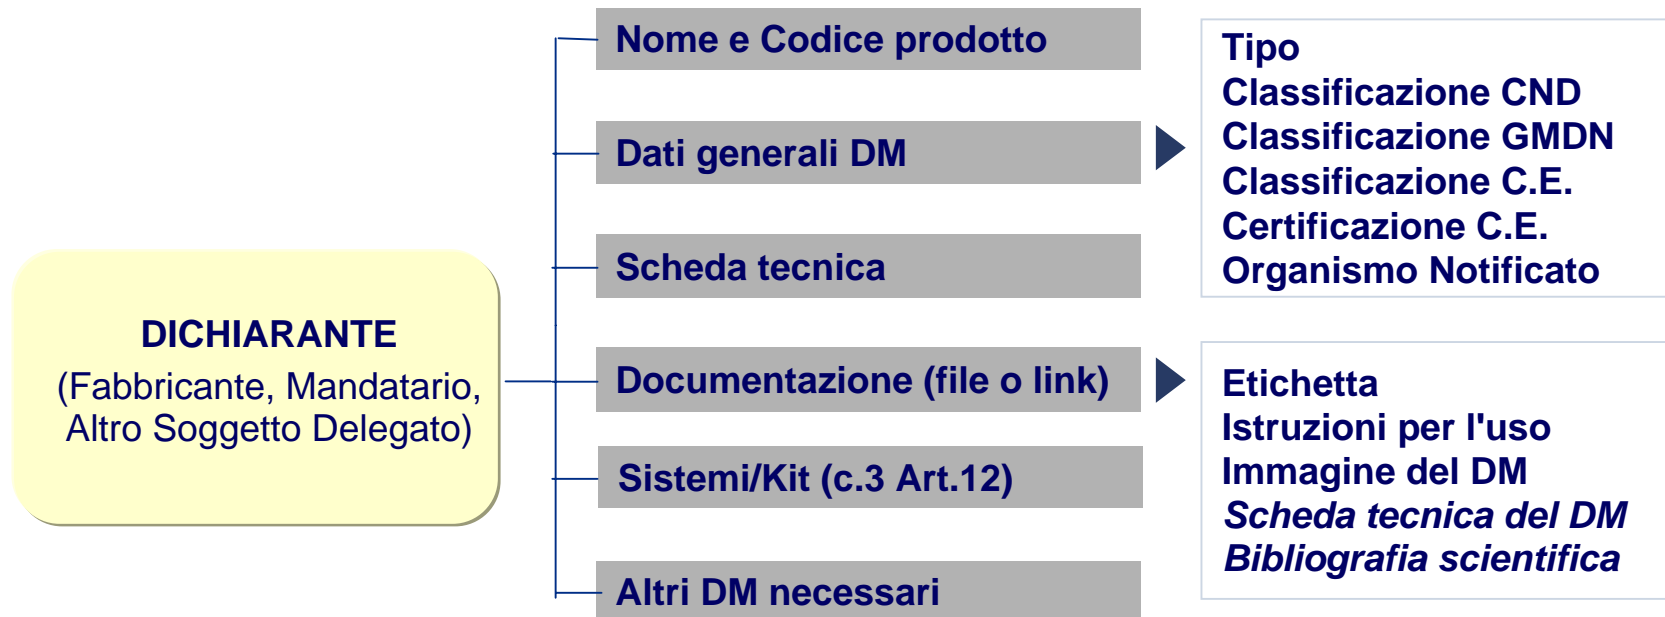 DICHIARANTE
(Fabbricante, Mandatario,
Altro Soggetto Delegato)
Nome e Codice prodotto
Dati generali DM
Scheda tecnica
Documentazione (file o link)
Sistemi/Kit (c.3 Art.12)
Altri DM necessari
Tipo
Classificazione CND
Classificazione GMDN
Classificazione C.E.
Certificazione C.E.
Organismo Notificato
Etichetta
Istruzioni per l'uso
Immagine del DM
Scheda tecnica del DM
Bibliografia scientifica